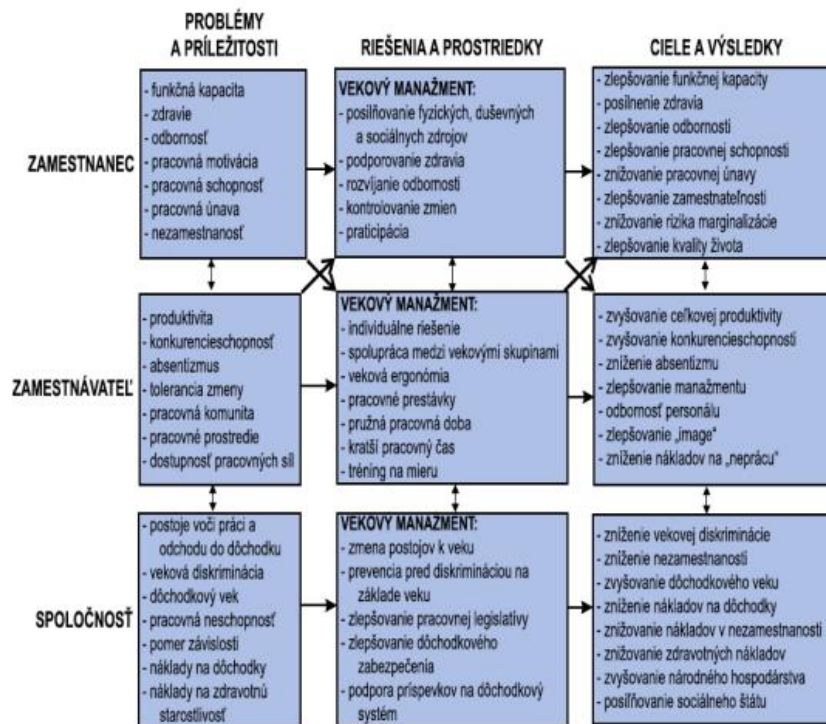 PROBLÉMY
A PRÍLEŽITOSTI
RIEŠENIA A PROSTRIEDKY
CIELE A VÝSLEDKY
ZAMESTNANEC
- funkčná kapacita
- zdravie
- odbornosť
- pracovná motivácia
- pracovná schopnosť
- pracovná únava
- nezamestnanosť
VEKOVÝ MANAŽMENT:
- posilňovanie fyzických, duševných
a sociálnych zdrojov
- podporovanie zdravia
- rozvíjanie odbornosti
- kontrolovanie zmien
- praticipácia
- zlepšovanie funkčnej kapacity
- posilnenie zdravia
- zlepšovanie odbornosti
- zlepšovanie pracovnej schopnosti
- znižovanie pracovnej únavy
- zlepšovanie zamestnateľnosti
- znižovanie rizika marginalizácie
- zlepšovanie kvality života
ZAMESTNÁVATEĽ
- produktivita
- konkurencieschopnosť
- absentizmus
- tolerancia zmeny
- pracovná komunita
- pracovné prostredie
- dostupnosť pracovných síl
VEKOVÝ MANAŽMENT:
- individuálne riešenie
- spolupráca medzi vekovými skupinami
- veková ergonómia
- pracovné prestávky
- pružná pracovná doba
- kratší pracovný čas
- tréning na mieru
- zvyšovanie celkovej produktivity
- zvyšovanie konkurencieschopnosti
- zníženie absentizmu
- zlepšovanie manažmentu
- odbornosť personálu
- zlepšovanie „image“
- zníženie nákladov na „neprácu“
SPOLOČNOSŤ
- postoje voči práci a
odchodu do dôchodku
- veková diskriminácia
- dôchodkový vek
- pracovná neschopnosť
- pomer závislosti
- náklady na dôchodky
- náklady na zdravotnú
starostlivosť
VEKOVÝ MANAŽMENT:
- zmena postojov k veku
- prevencia pred diskrimináciou na
základe veku
- zlepšovanie pracovnej legislatívy
- zlepšovanie dôchodkového
zabezpečenia
- podpora príspevkov na dôchodkový
systém
- zníženie vekovej diskriminácie
- zníženie nezamestnanosti
- zvyšovanie dôchodkového veku
- zníženie nákladov na dôchodky
- znižovanie nákladov v nezamestnanosti
- znižovanie zdravotných nákladov
- zvyšovanie národného hospodárstva
- posiľňovanie sociálneho štátu